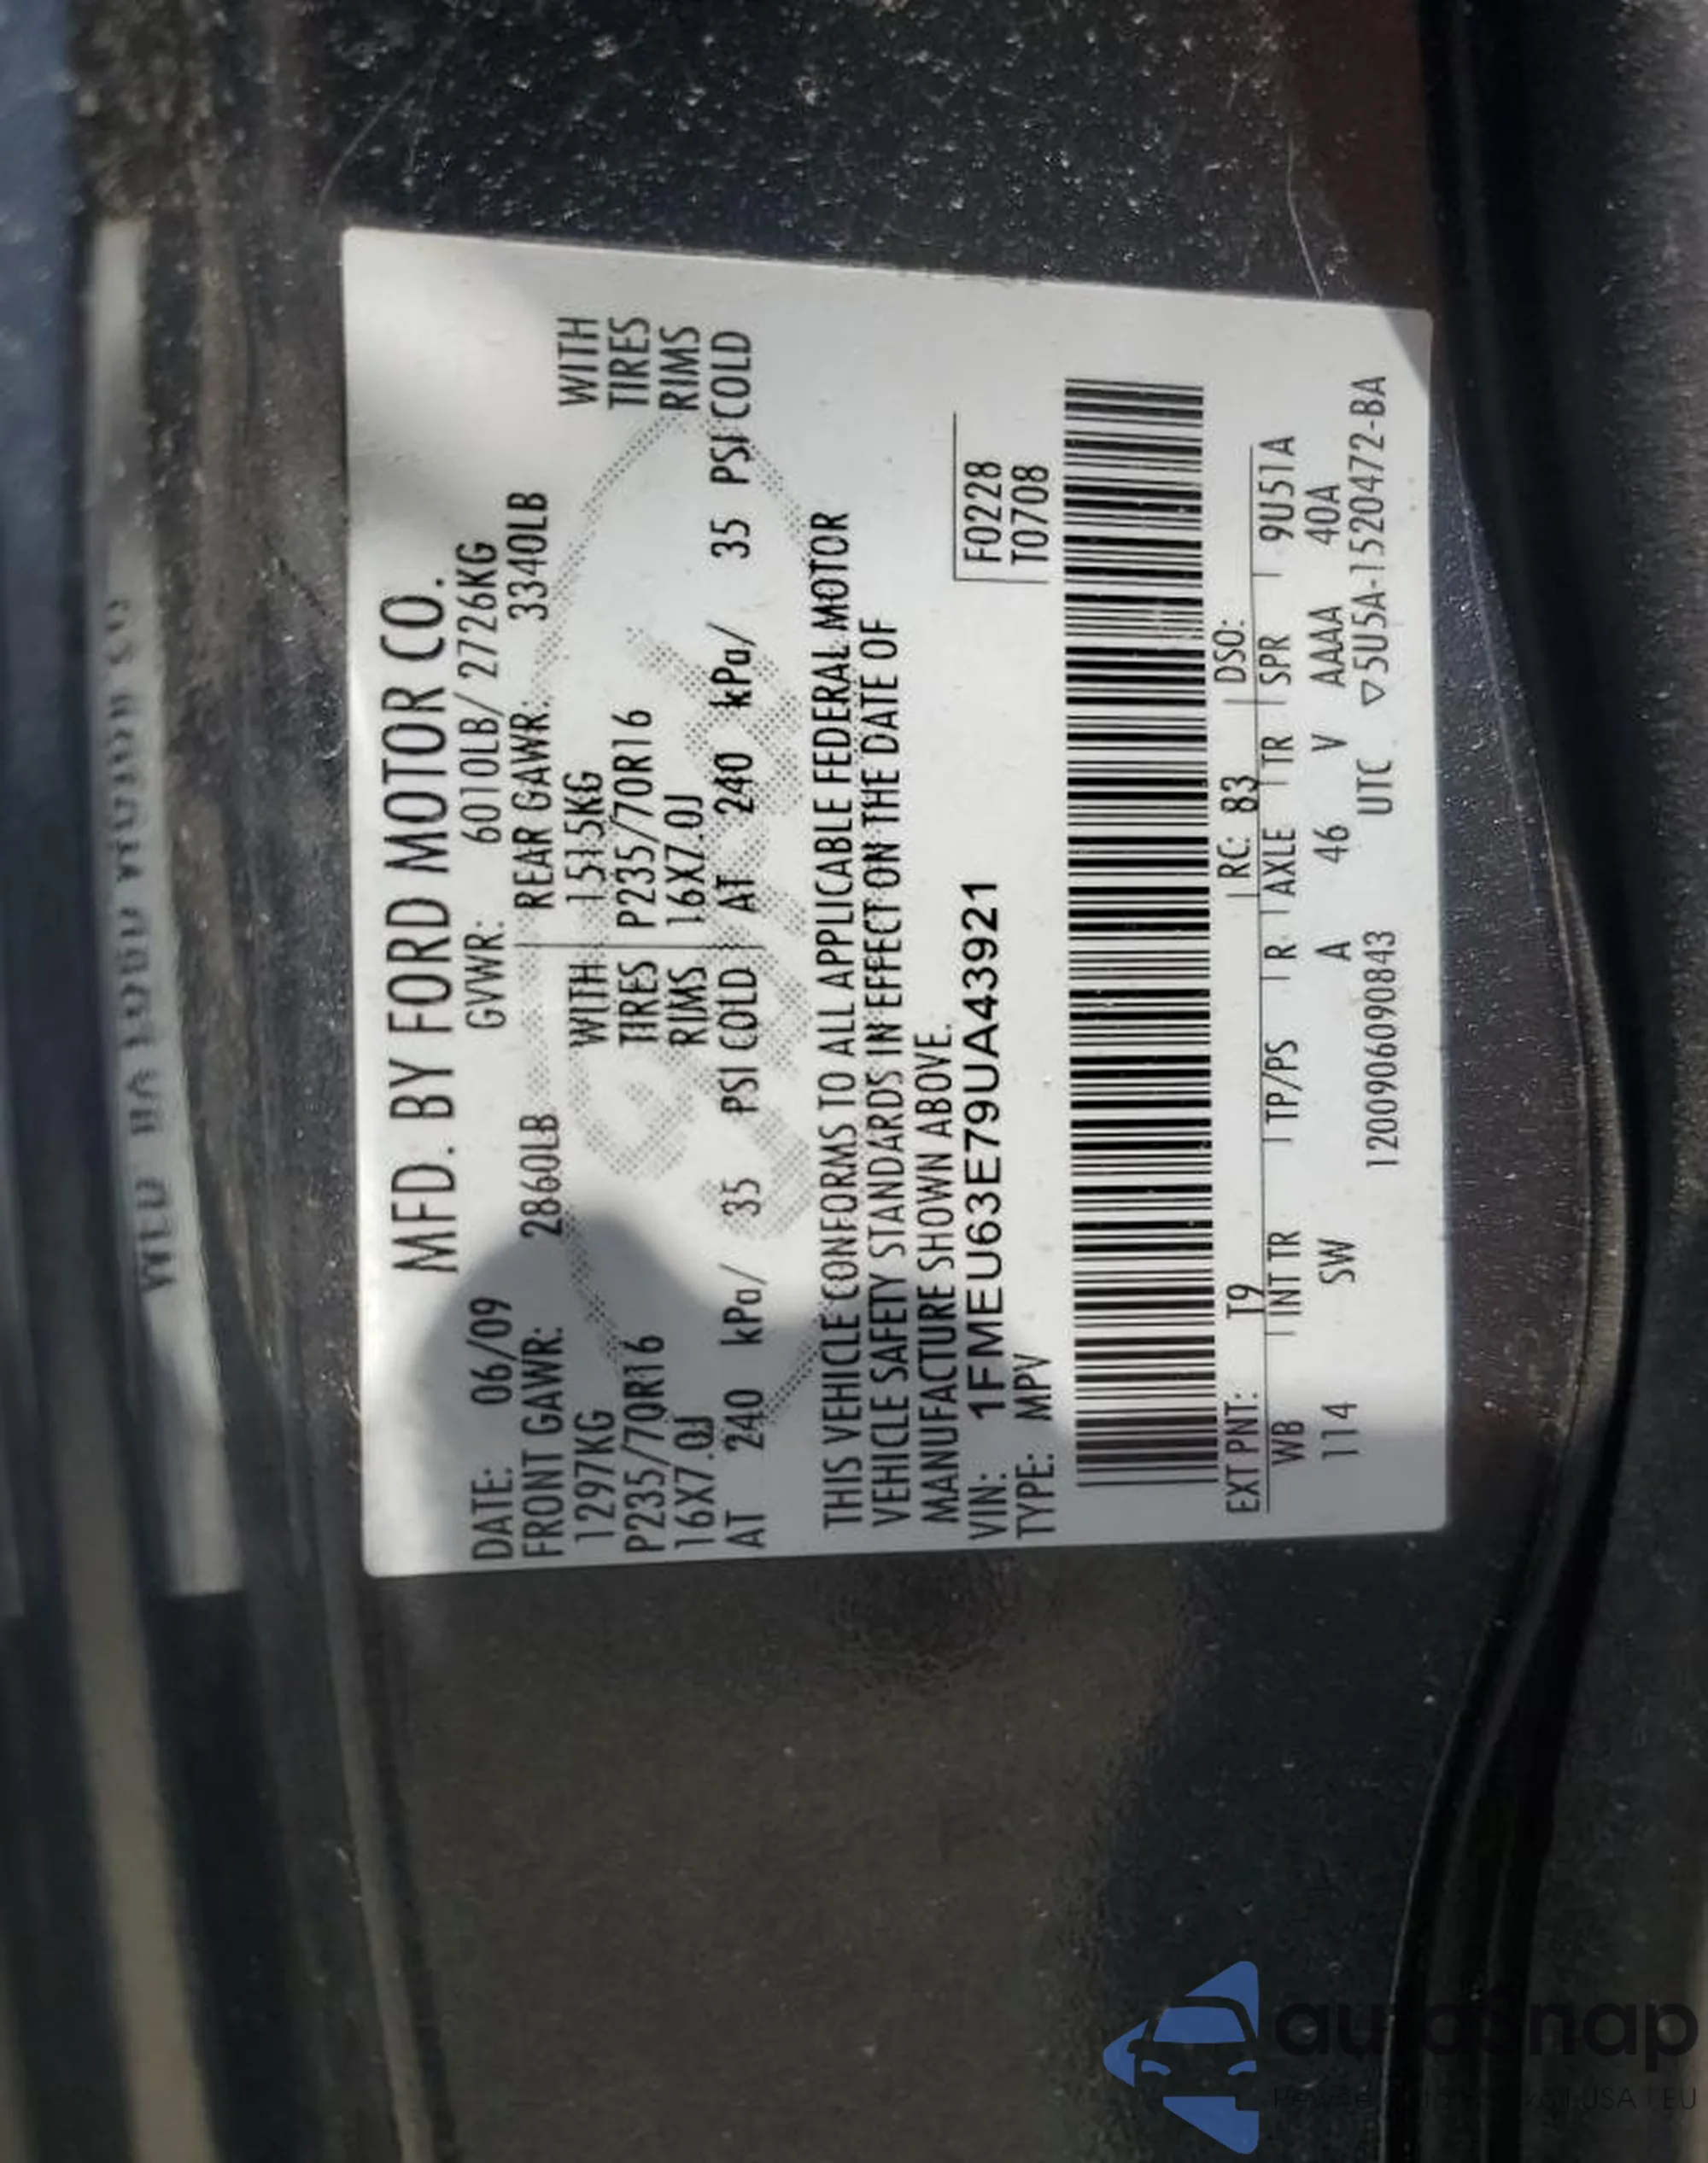 MFD. BY FORD MOTOR CO.
DATE: 06/09 GVWR: 6010LB/ 2726KG
FRONT GAWR: 2860LB REAR GAWR: 3340LB
1297KG WITH 1515KG WITH
P235/70R16 TIRES P235/70R16 TIRES
16X7.0J RIMS 16X7.0J RIMS
AT 240 kPa/ 35 PSI COLD AT 240 kPa/ 35 PSI COLD
THIS VEHICLE CONFORMS TO ALL APPLICABLE FEDERAL MOTOR
VEHICLE SAFETY STANDARDS IN EFFECT ON THE DATE OF
MANUFACTURE SHOWN ABOVE.
VIN: 1FMEU63E79UA43921 F0228
TYPE: MPV T0708
EXT PNT: T9 RC: 83 DSO:
WB INT TR TP/PS R AXLE TR SPR 9U51A
114 SW A 46 V AAAA 40A
1200906090843 UTC ▽5U5A-1520472-BA
autosnap
USA I EU